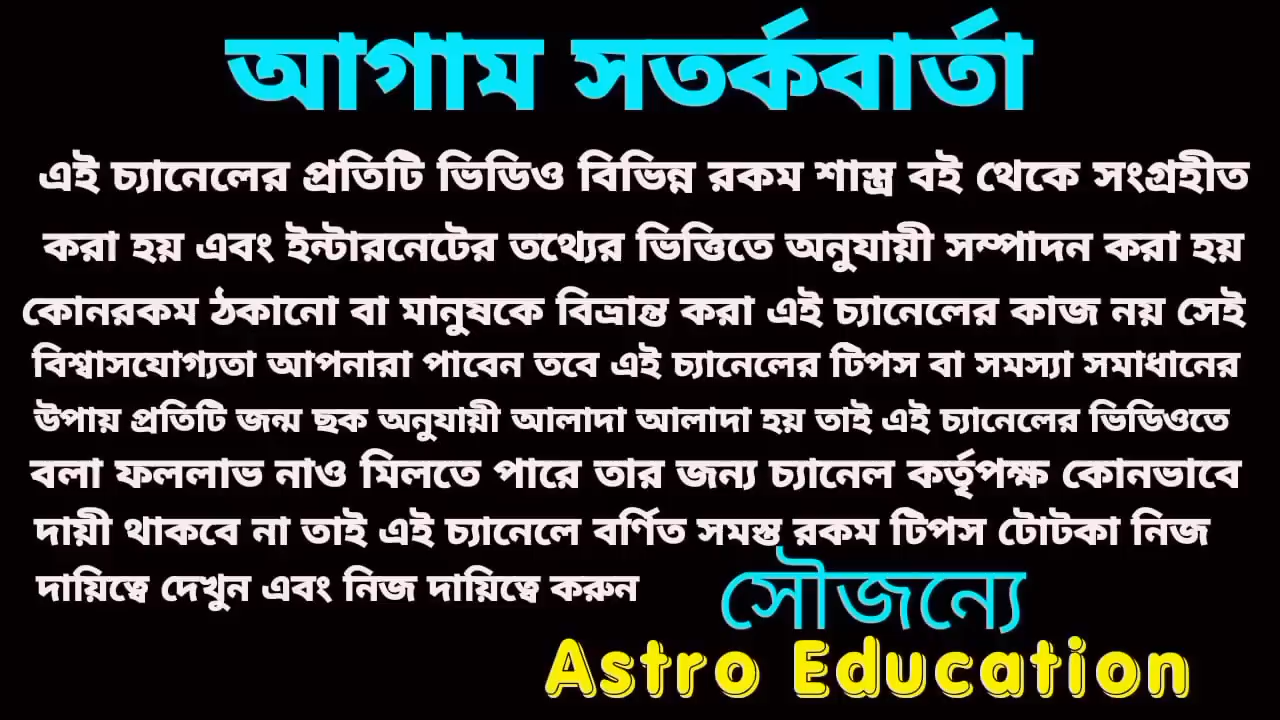 আগাম সতর্কবার্তা
এই চ্যানেলের প্রতিটি ভিডিও বিভিন্ন রকম শাস্ত্র বই থেকে সংগ্রহীত
করা হয় এবং ইন্টারনেটের তথ্যের ভিত্তিতে অনুযায়ী সম্পাদন করা হয়
কোনরকম ঠকানো বা মানুষকে বিভ্রান্ত করা এই চ্যানেলের কাজ নয় সেই
বিশ্বাসযোগ্যতা আপনারা পাবেন তবে এই চ্যানেলের টিপস বা সমস্যা সমাধানের
উপায় প্রতিটি জন্ম ছক অনুযায়ী আলাদা আলাদা হয় তাই এই চ্যানেলের ভিডিওতে
বলা ফললাভ নাও মিলতে পারে তার জন্য চ্যানেল কর্তৃপক্ষ কোনভাবে
দায়ী থাকবে না তাই এই চ্যানেলে বর্ণিত সমস্ত রকম টিপস টোটকা নিজ
দায়িত্বে দেখুন এবং নিজ দায়িত্বে করুন
সৌজন্যে
Astro Education